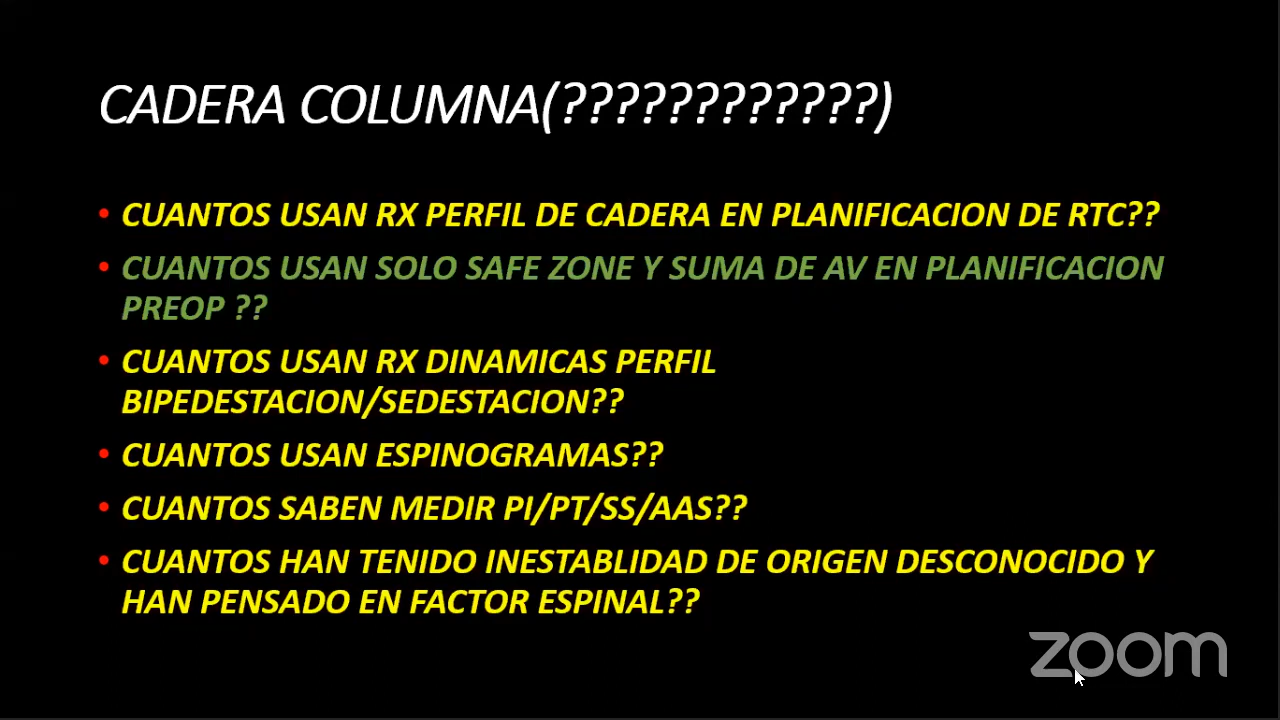 CADERA COLUMNA(????????????)
• CUANTOS USAN RX PERFIL DE CADERA EN PLANIFICACION DE RTC??
• CUANTOS USAN SOLO SAFE ZONE Y SUMA DE AV EN PLANIFICACION
PREOP ??
• CUANTOS USAN RX DINAMICAS PERFIL
BIPEDESTACION/SEDESTACION??
• CUANTOS USAN ESPINOGRAMAS??
• CUANTOS SABEN MEDIR PI/PT/SS/AAS??
• CUANTOS HAN TENIDO INESTABLIDAD DE ORIGEN DESCONOCIDO Y
HAN PENSADO EN FACTOR ESPINAL??
zoom